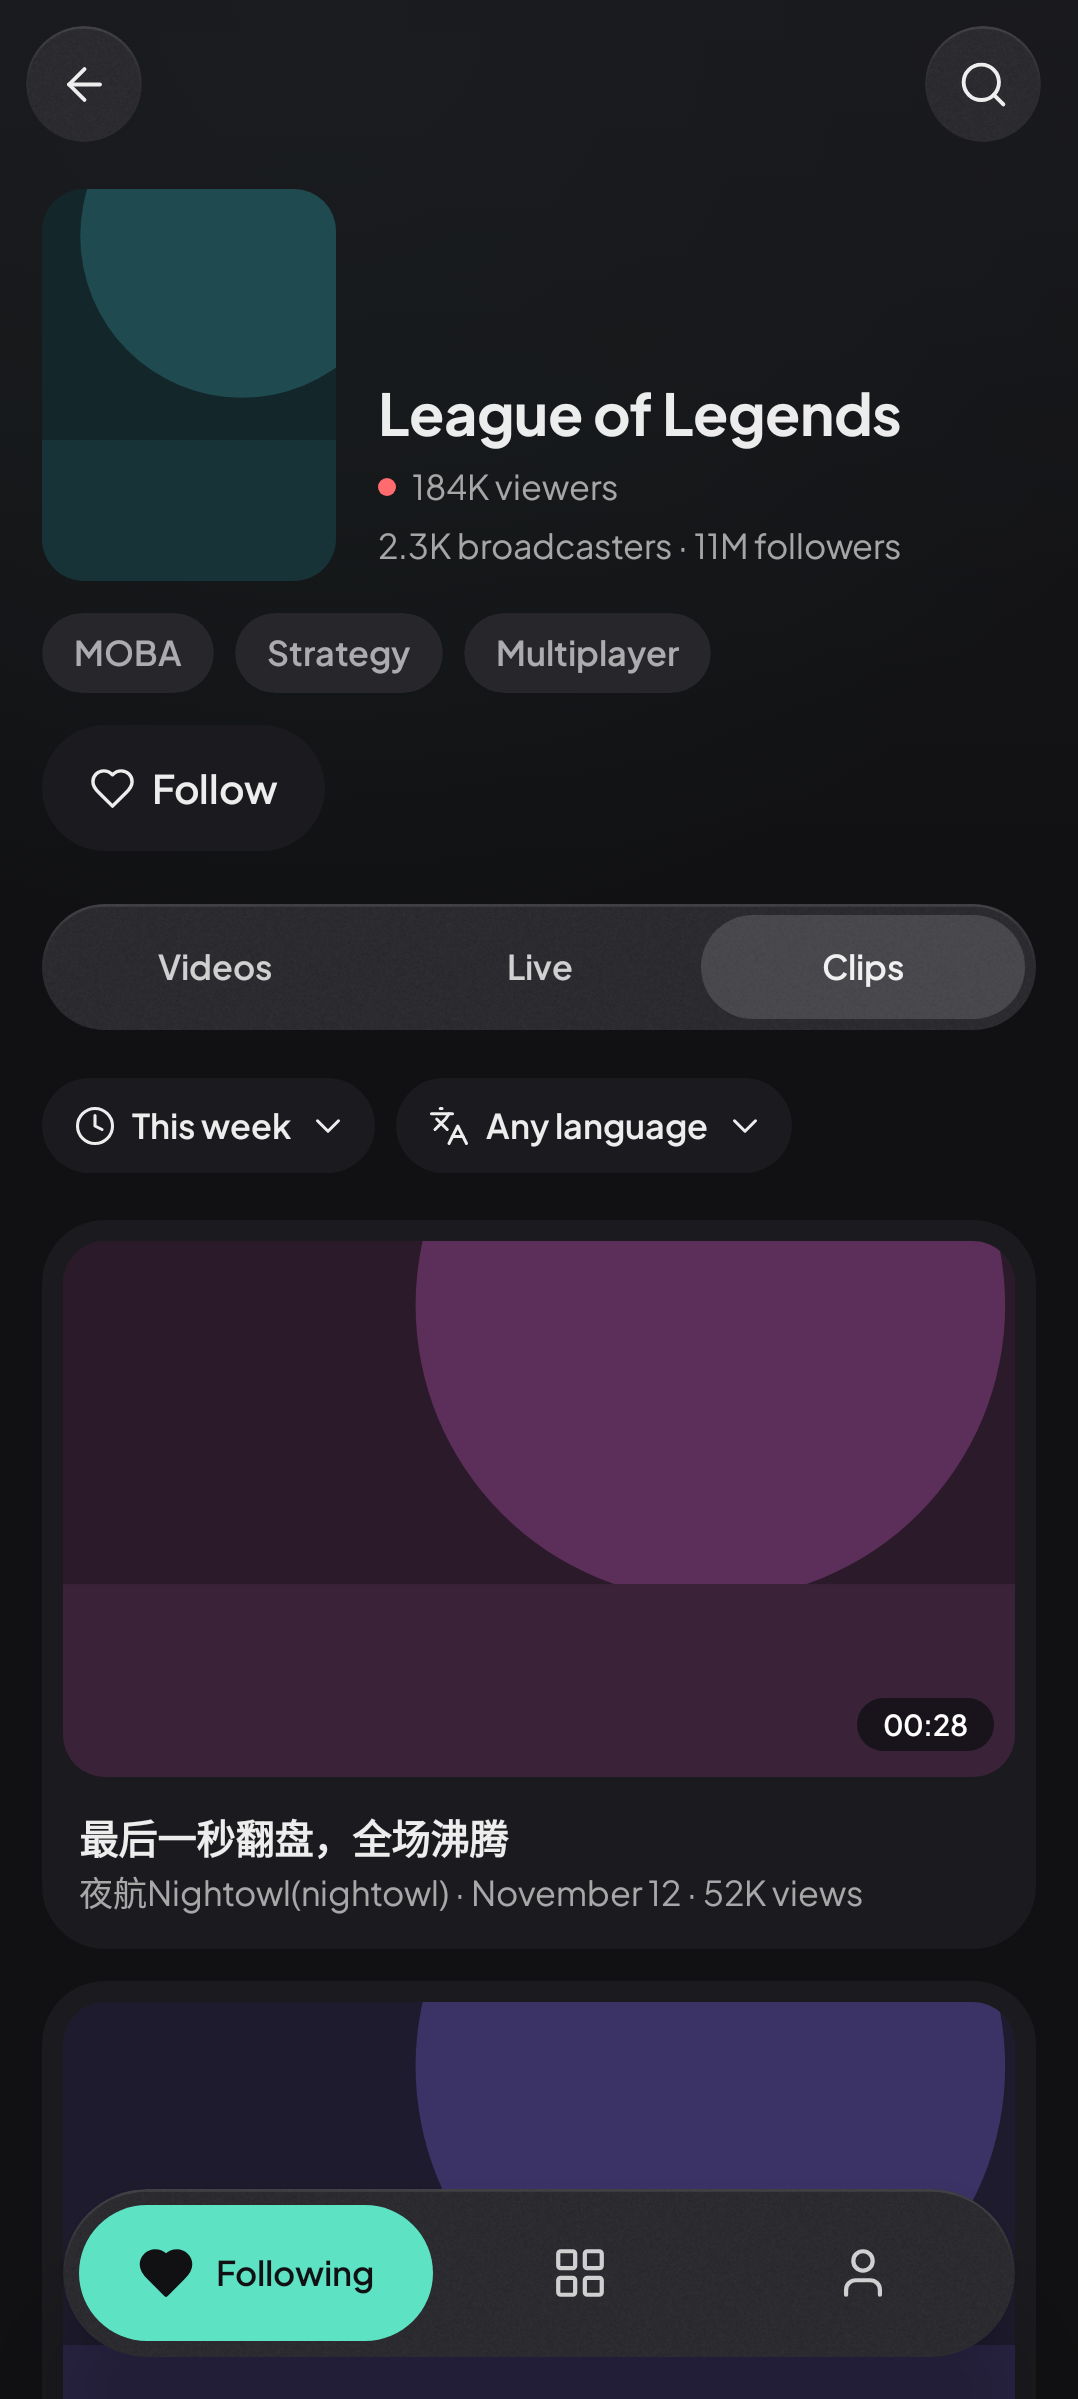 League of Legends
184K viewers
2.3K broadcasters · 11M followers
MOBA
Strategy
Multiplayer
Follow
Videos
Live
Clips
This week
Any language
00:28
最后一秒翻盘，全场沸腾
夜航Nightowl(nightowl) · November 12 · 52K views
Following